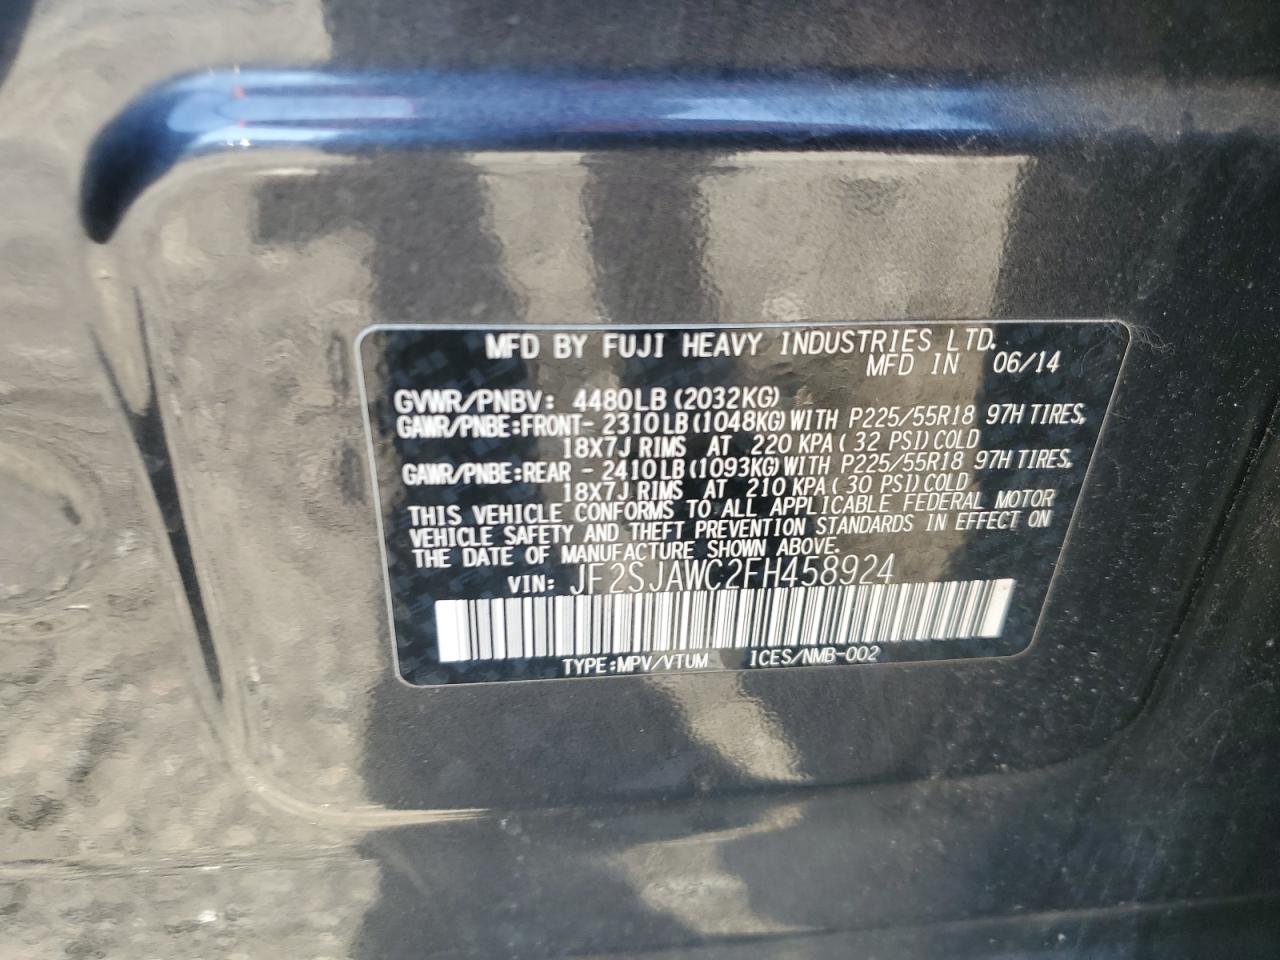 MFD BY FUJI HEAVY INDUSTRIES LTD.
MFD IN 06/14
GVWR/PNBV: 4480LB (2032KG)
GAWR/PNBE:FRONT- 2310LB (1048KG) WITH P225/55R18 97H TIRES,
18X7J RIMS AT 220 KPA ( 32 PSI) COLD
GAWR/PNBE:REAR - 2410LB (1093KG) WITH P225/55R18 97H TIRES,
18X7J RIMS AT 210 KPA ( 30 PSI) COLD
THIS VEHICLE CONFORMS TO ALL APPLICABLE FEDERAL MOTOR
VEHICLE SAFETY AND THEFT PREVENTION STANDARDS IN EFFECT ON
THE DATE OF MANUFACTURE SHOWN ABOVE.
VIN: JF2SJAWC2FH458924
TYPE:MPV/VTUM ICES/NMB-002